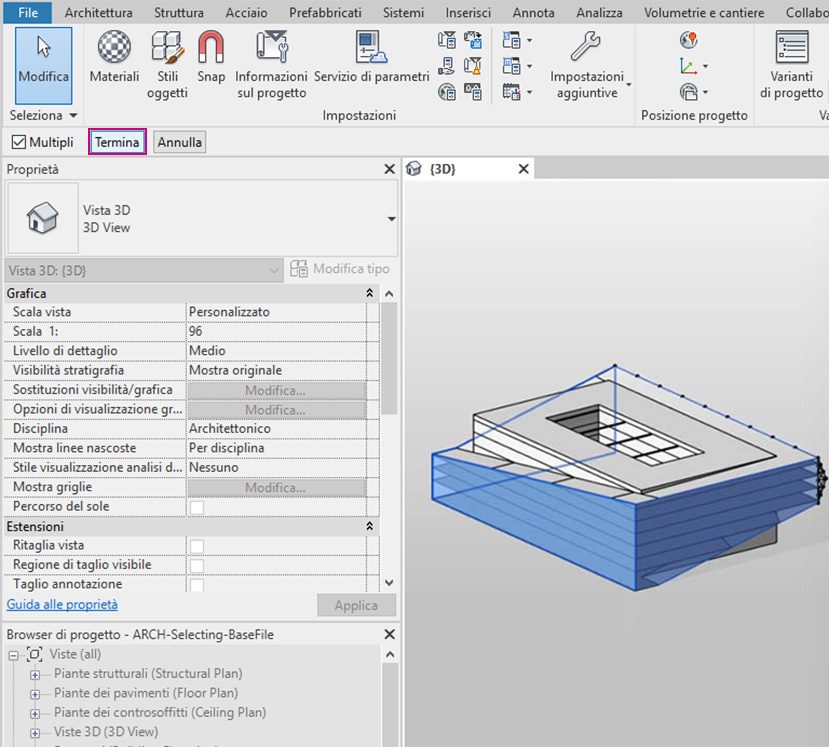 File Architettura Struttura Acciaio Prefabbricati Sistemi Inserisci Annota Analizza Volumetrie e cantiere Collabo
Modifica
Materiali
Stili oggetti
Snap
Informazioni sul progetto
Servizio di parametri
Impostazioni aggiuntive
Varianti di progetto
Seleziona
Impostazioni
Posizione progetto
Va
Multipli Termina Annulla
Proprietà
{3D}
Vista 3D
3D View
Vista 3D: {3D} Modifica tipo
Grafica
Scala vista Personalizzato
Scala 1: 96
Livello di dettaglio Medio
Visibilità stratigrafia Mostra originale
Sostituzioni visibilità/grafica Modifica...
Opzioni di visualizzazione gr... Modifica...
Disciplina Architettonico
Mostra linee nascoste Per disciplina
Stile visualizzazione analisi d... Nessuno
Mostra griglie Modifica...
Percorso del sole
Estensioni
Ritaglia vista
Regione di taglio visibile
Taglio annotazione
Guida alle proprietà Applica
Browser di progetto - ARCH-Selecting-BaseFile
Viste (all)
Piante strutturali (Structural Plan)
Piante dei pavimenti (Floor Plan)
Piante dei controsoffitti (Ceiling Plan)
Viste 3D (3D View)